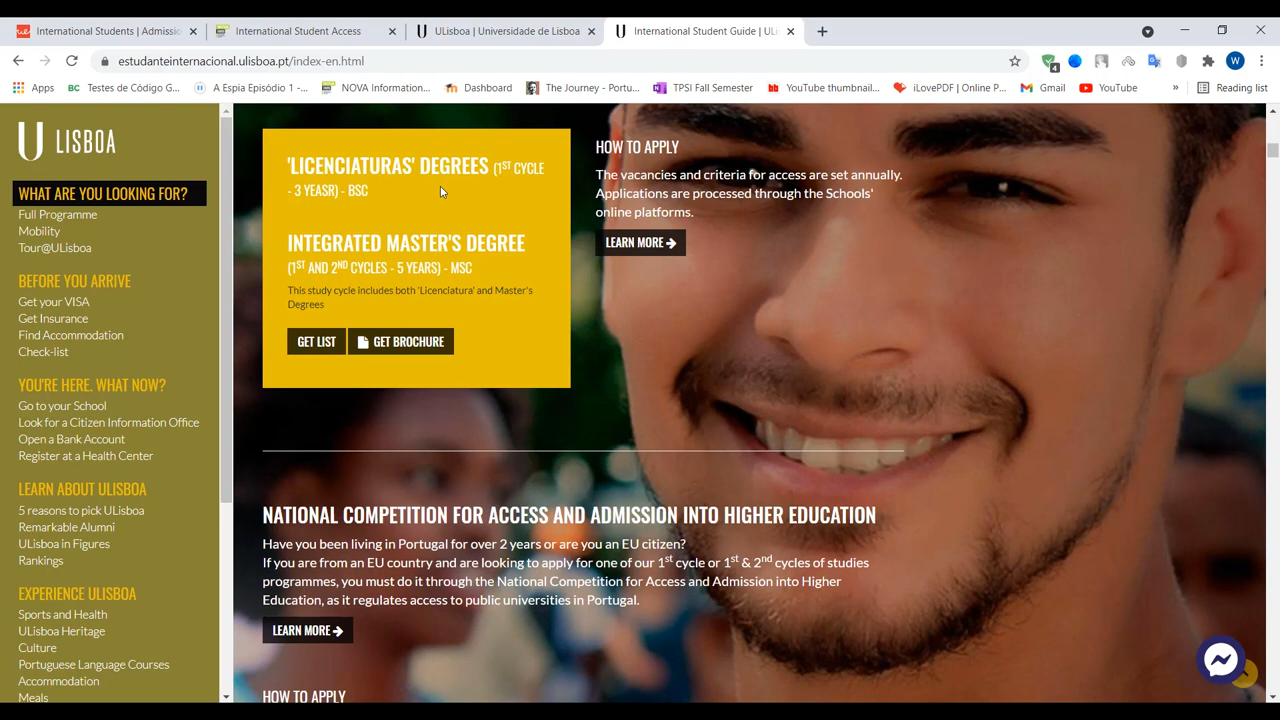 International Students | Admissic
International Student Access
ULisboa | Universidade de Lisboa
International Student Guide | ULi
estudanteinternacional.ulisboa.pt/index-en.html
4
W
Apps
BC Testes de Código G...
A Espia Episódio 1 -...
NOVA Information...
Dashboard
The Journey - Portu...
TPSI Fall Semester
YouTube thumbnail...
iLovePDF | Online P...
Gmail
YouTube
»
Reading list
U LISBOA
WHAT ARE YOU LOOKING FOR?
Full Programme
Mobility
Tour@ULisboa
BEFORE YOU ARRIVE
Get your VISA
Get Insurance
Find Accommodation
Check-list
YOU'RE HERE. WHAT NOW?
Go to your School
Look for a Citizen Information Office
Open a Bank Account
Register at a Health Center
LEARN ABOUT ULISBOA
5 reasons to pick ULisboa
Remarkable Alumni
ULisboa in Figures
Rankings
EXPERIENCE ULISBOA
Sports and Health
ULisboa Heritage
Culture
Portuguese Language Courses
Accommodation
Meals
'LICENCIATURAS' DEGREES (1ST CYCLE
- 3 YEASR) - BSC
INTEGRATED MASTER'S DEGREE
(1ST AND 2ND CYCLES - 5 YEARS) - MSC
This study cycle includes both 'Licenciatura' and Master's
Degrees
GET LIST
GET BROCHURE
HOW TO APPLY
The vacancies and criteria for access are set annually.
Applications are processed through the Schools'
online platforms.
LEARN MORE
NATIONAL COMPETITION FOR ACCESS AND ADMISSION INTO HIGHER EDUCATION
Have you been living in Portugal for over 2 years or are you an EU citizen?
If you are from an EU country and are looking to apply for one of our 1st cycle or 1st & 2nd cycles of studies
programmes, you must do it through the National Competition for Access and Admission into Higher
Education, as it regulates access to public universities in Portugal.
LEARN MORE
HOW TO APPLY